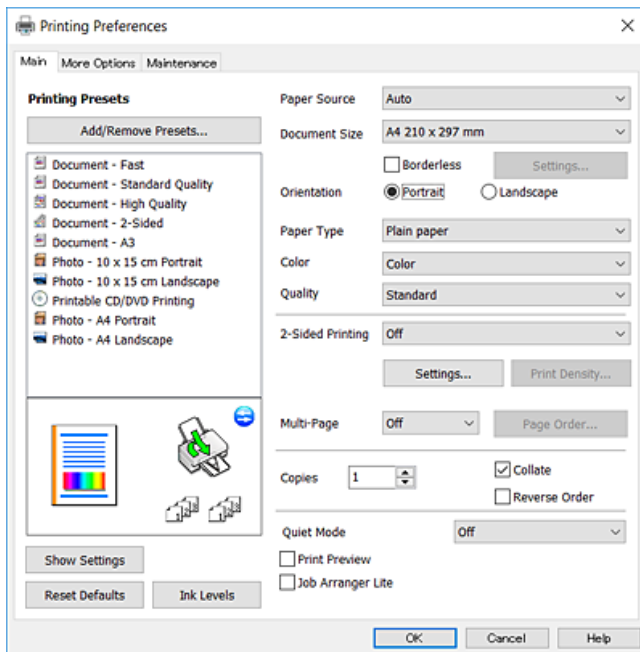 Printing Preferences
Main More Options Maintenance
Printing Presets
Add/Remove Presets...
Document - Fast
Document - Standard Quality
Document - High Quality
Document - 2-Sided
Document - A3
Photo - 10 x 15 cm Portrait
Photo - 10 x 15 cm Landscape
Printable CD/DVD Printing
Photo - A4 Portrait
Photo - A4 Landscape
Show Settings
Reset Defaults Ink Levels
Paper Source Auto
Document Size A4 210 x 297 mm
Borderless Settings...
Orientation Portrait Landscape
Paper Type Plain paper
Color Color
Quality Standard
2-Sided Printing Off
Settings... Print Density...
Multi-Page Off Page Order...
Copies 1 Collate
Reverse Order
Quiet Mode Off
Print Preview
Job Arranger Lite
OK Cancel Help